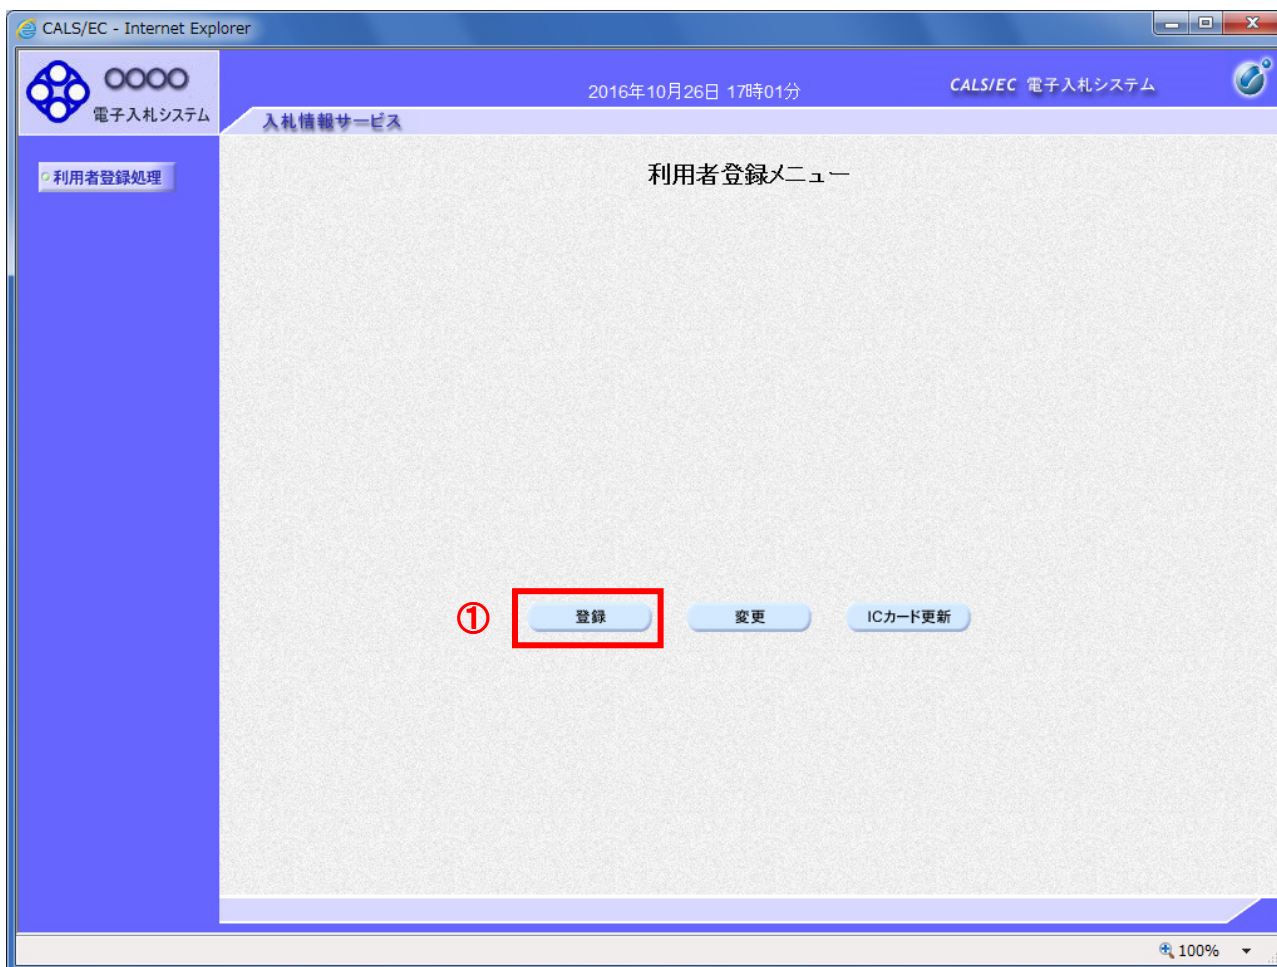 CALS/EC - Internet Explorer
○○○○
電子入札システム
2016年10月26日 17時01分
CALS/EC 電子入札システム
入札情報サービス
利用者登録処理
利用者登録メニュー
①
登録
変更
ICカード更新
100%